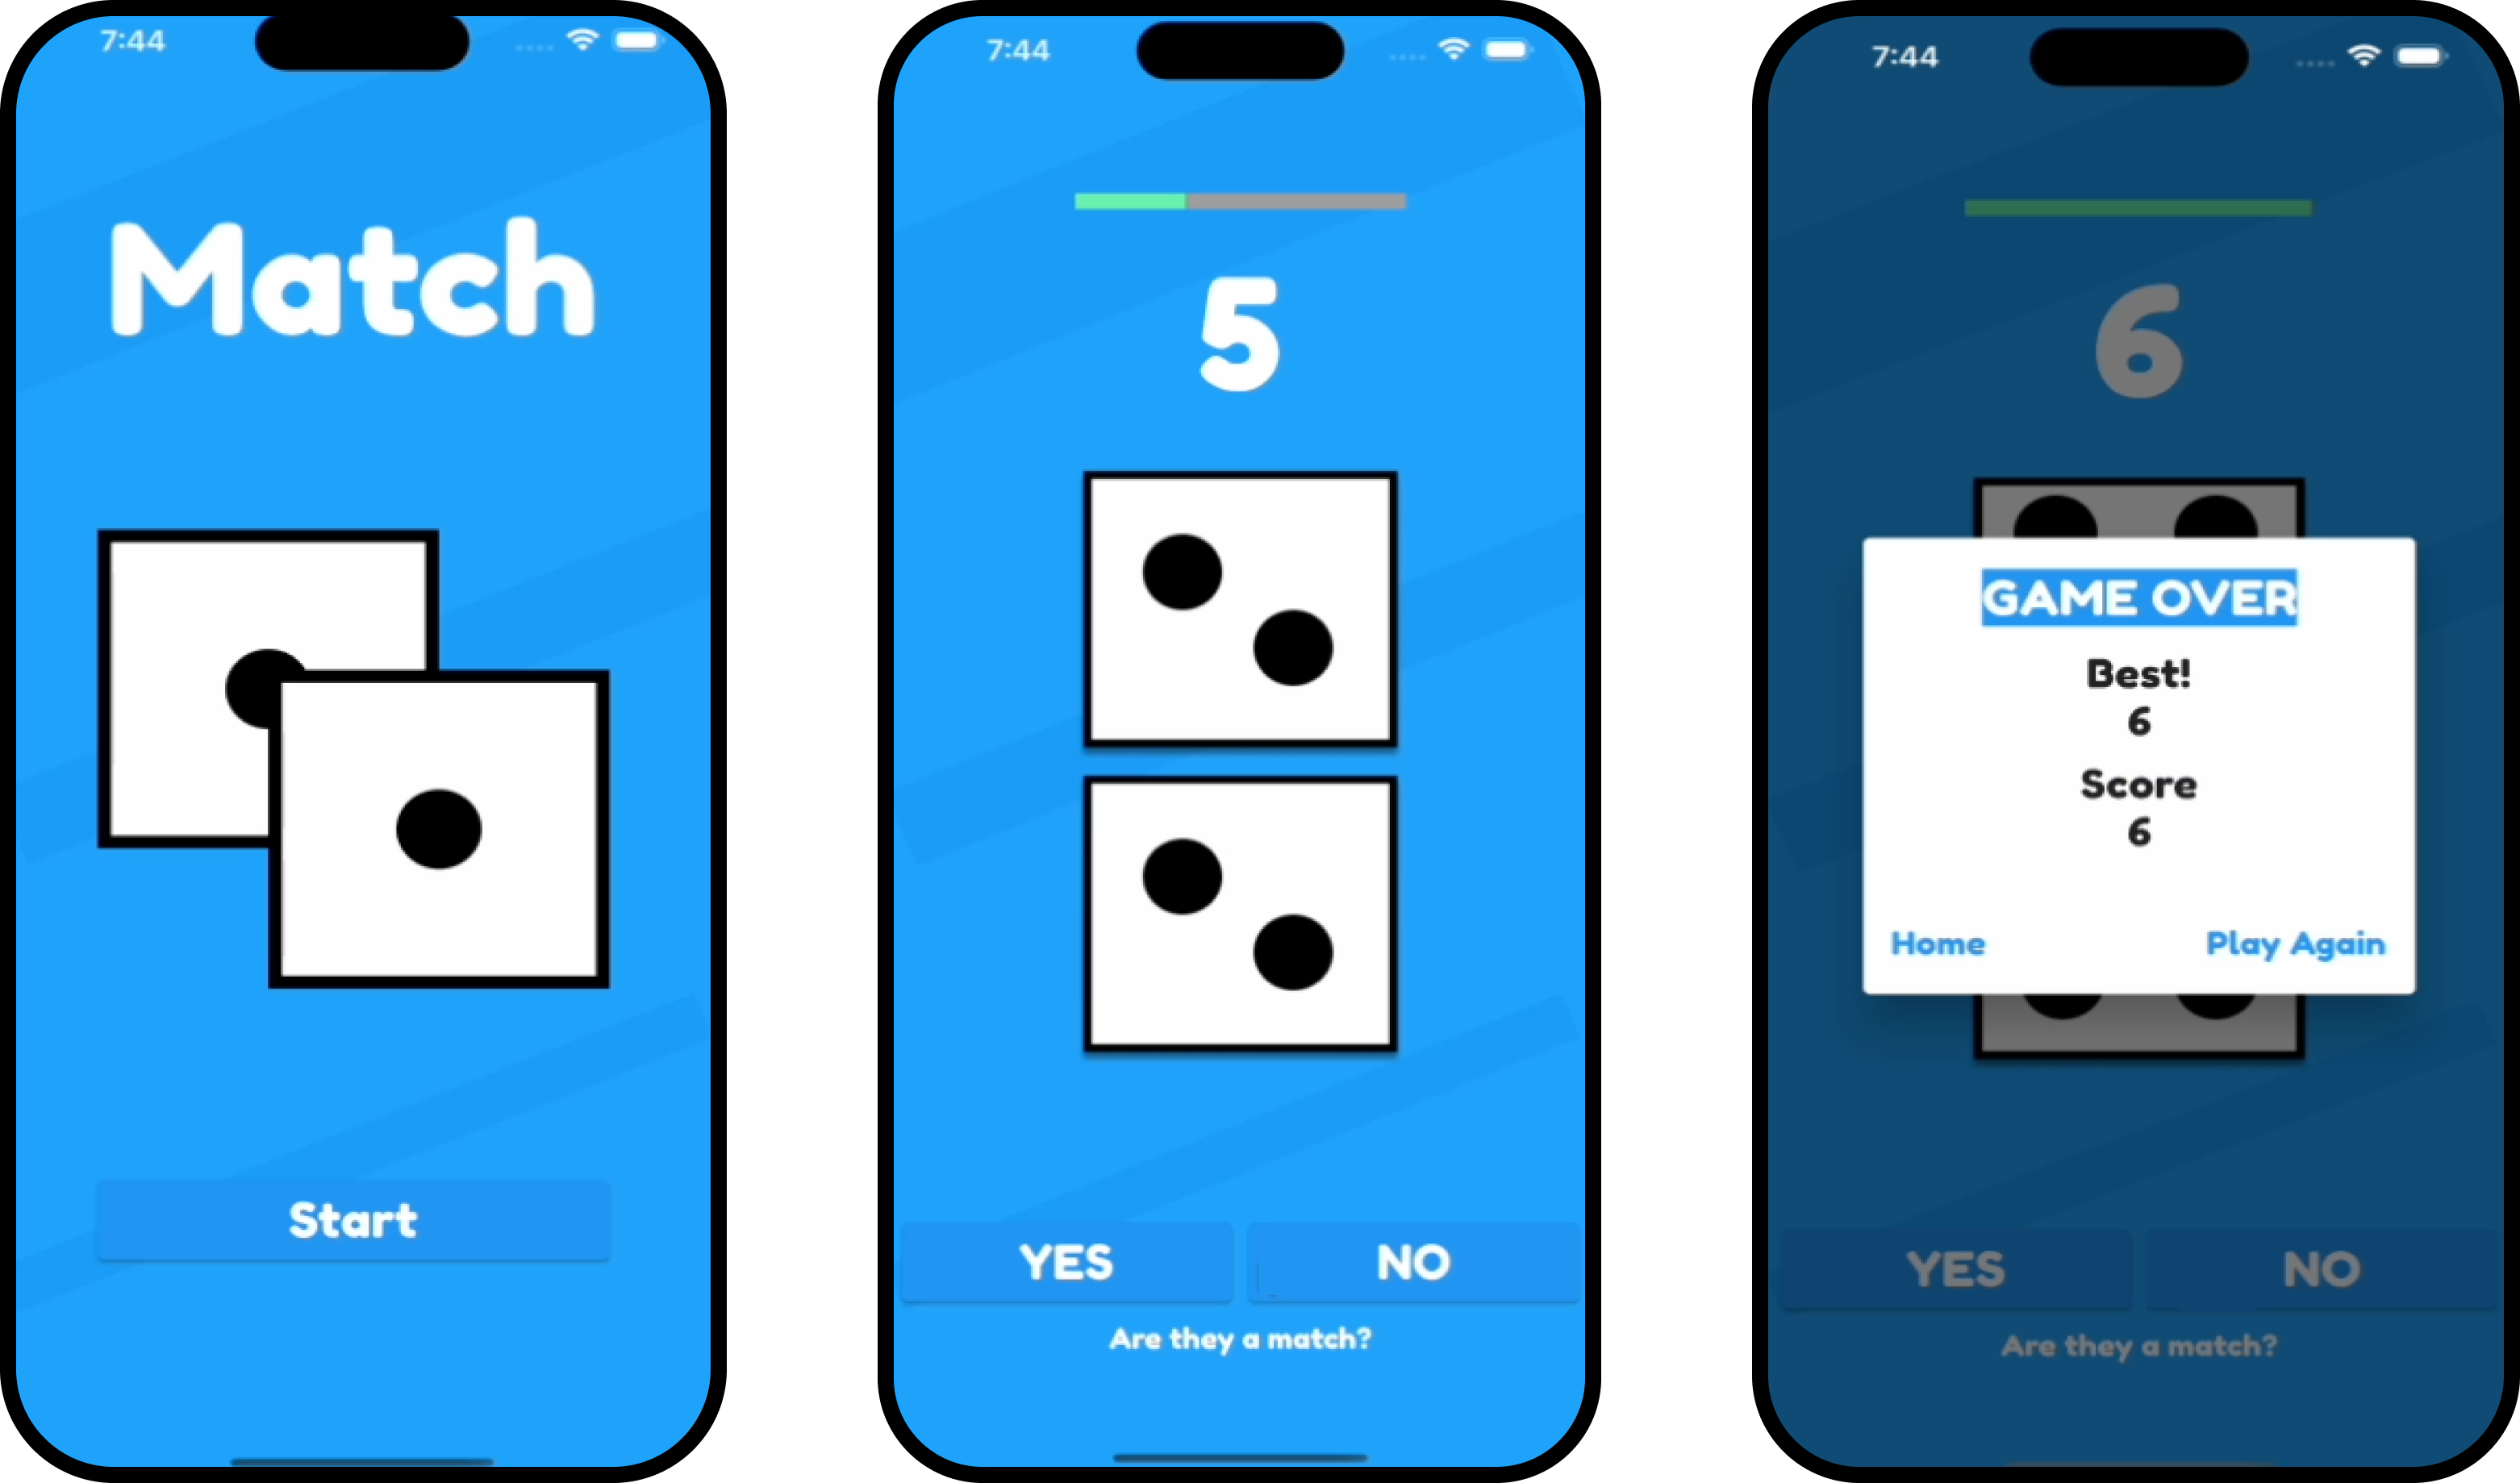 7:44
Match
Start
7:44
5
YES NO
Are they a match?
7:44
6
GAME OVER
Best!
6
Score
6
Home Play Again
YES NO
Are they a match?